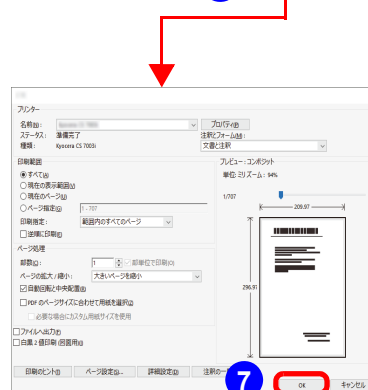 プリンター
名前(N):
プロパティ(P)
ステータス: 準備完了
注釈とフォーム(M):
種類: Kyocera CS 7003i
文書と注釈
印刷範囲
プレビュー: コンポジット
すべて(A)
単位: ミリ ズーム: 94%
現在の表示範囲(V)
現在のページ(U)
1/707
ページ指定(G) 1 - 707
209.97
印刷指定: 範囲内のすべてのページ
逆順に印刷(E)
ページ処理
部数(C): 1 部単位で印刷(O)
ページの拡大 / 縮小: 大きいページを縮小
296.97
自動回転と中央配置(B)
PDF のページサイズに合わせて用紙を選択(Z)
必要な場合にカスタム用紙サイズを使用
ファイルへ出力(F)
白黒 2 値印刷 (図面用)(I)
印刷のヒント(T) ページ設定(S)... 詳細設定(D) 注釈の一
7
OK キャンセル